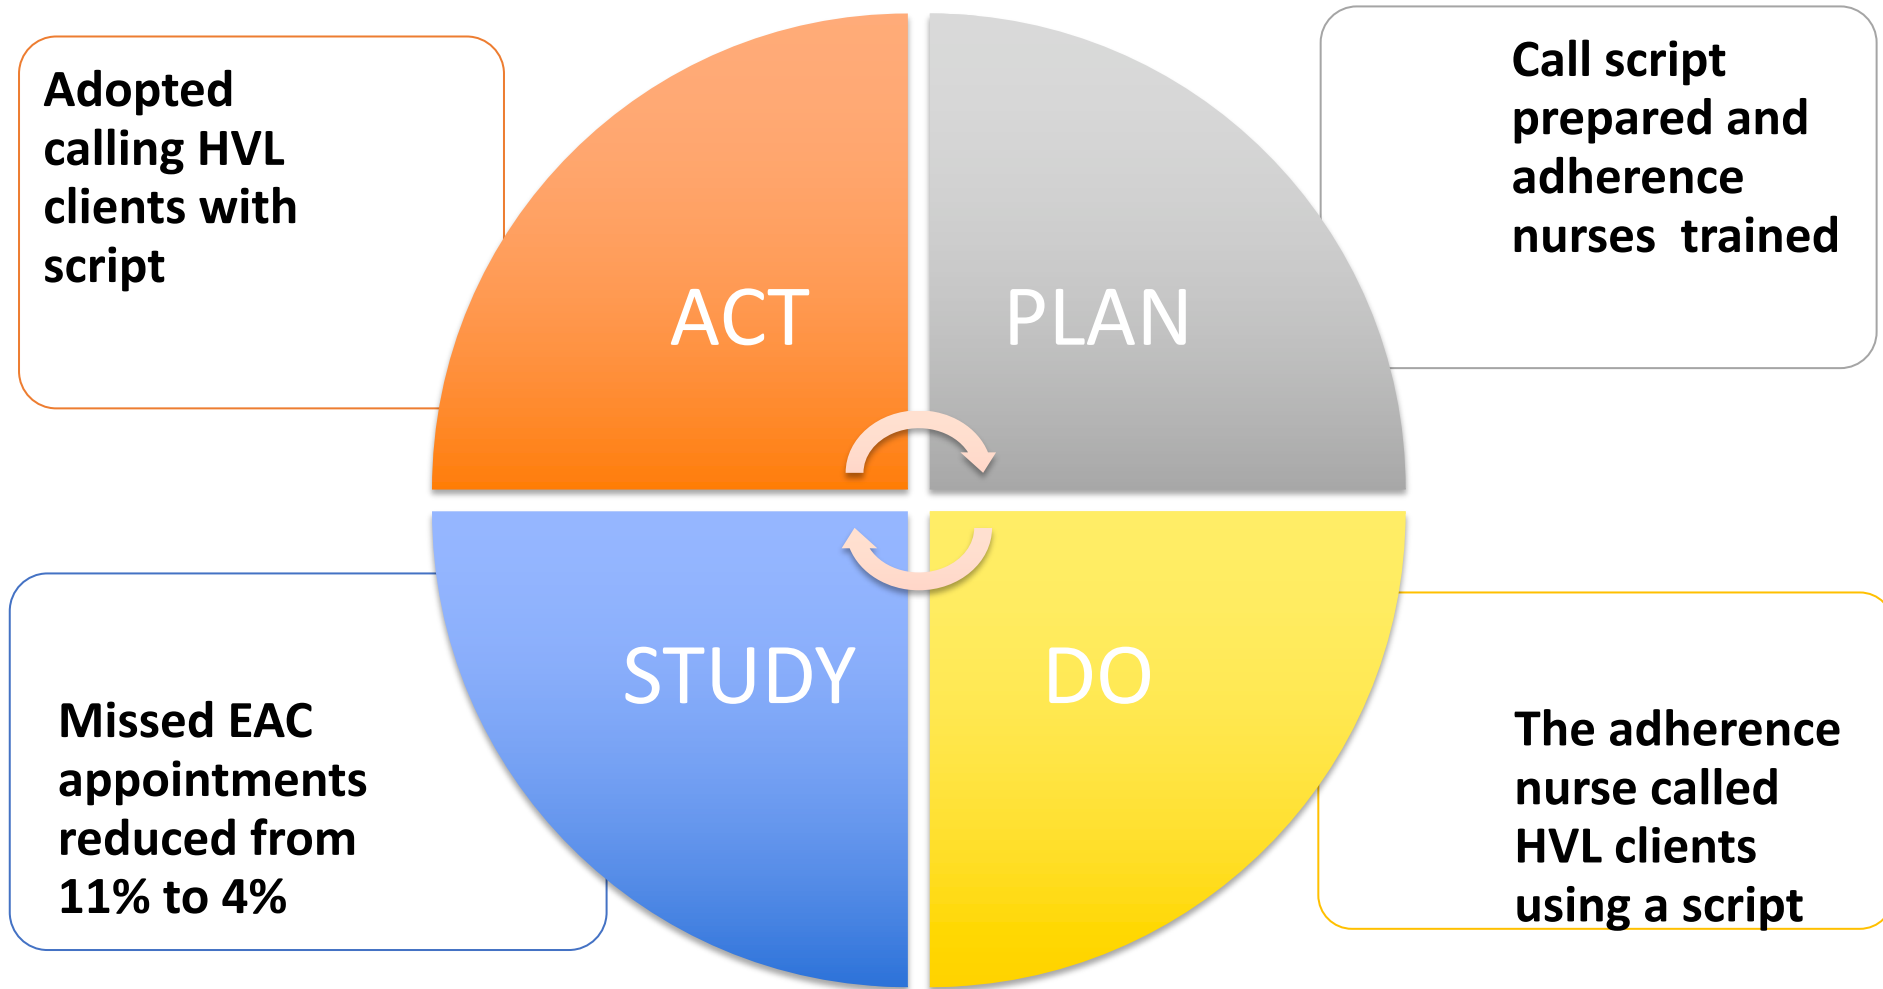 Adopted
calling HVL
clients with
script
ACT
PLAN
Call script
prepared and
adherence
nurses  trained
STUDY
DO
Missed EAC
appointments
reduced from
11% to 4%
The adherence
nurse called
HVL clients
using a script